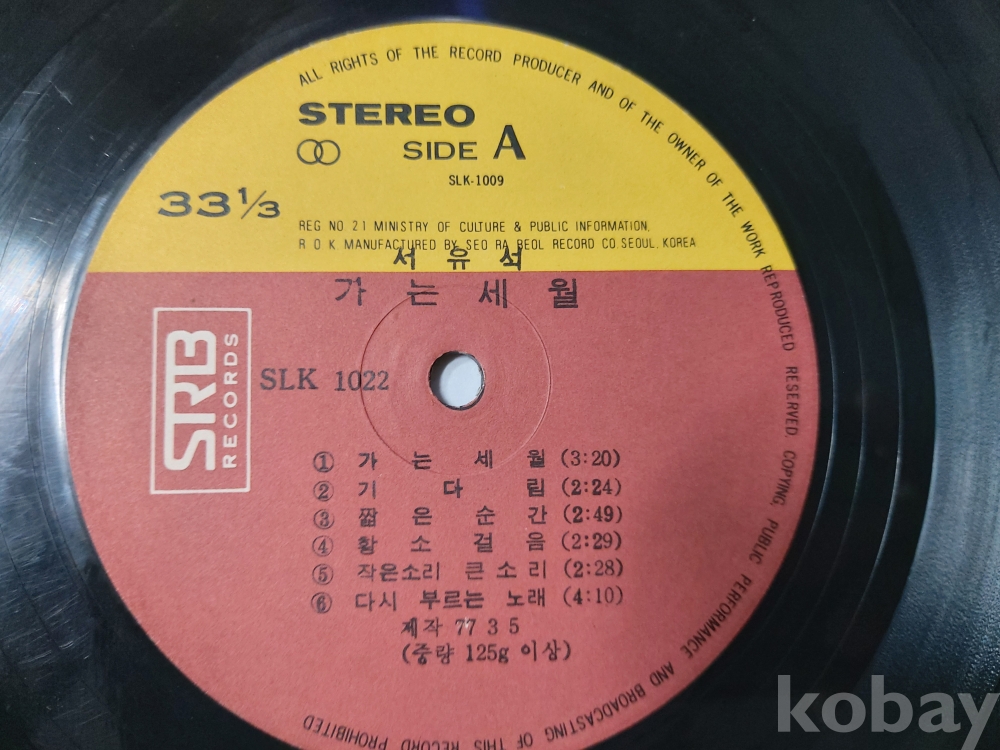 ALL RIGHTS OF THE RECORD PRODUCER AND OF THE OWNER OF THE WORK REPRODUCED RESERVED. COPYING, PUBLIC PERFORMANCE AND BROADCASTING OF THIS RECORD PROHIBITED
STEREO
SIDE A
SLK-1009
33 1/3
REG NO 21 MINISTRY OF CULTURE & PUBLIC INFORMATION.
R O K MANUFACTURED BY SEO RA BEOL RECORD CO SEOUL. KOREA
서 유 석
가 는 세 월
SRB
RECORDS
SLK 1022
① 가 는 세 월 (3:20)
② 기 다 림 (2:24)
③ 짧 은 순 간 (2:49)
④ 황 소 걸 음 (2:29)
⑤ 작은소리 큰 소 리 (2:28)
⑥ 다시 부르는 노래 (4:10)
제작 77 3 5
(중량 125g 이상)
kobay